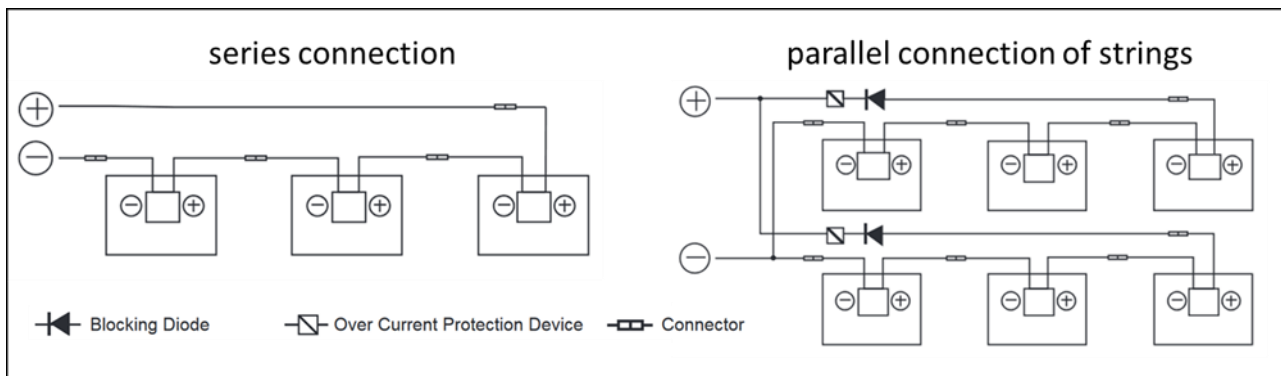 series connection
parallel connection of strings
+
−
− + − + − +
+
− + − + − +
−
− + − + − +
Blocking Diode
Over Current Protection Device
Connector